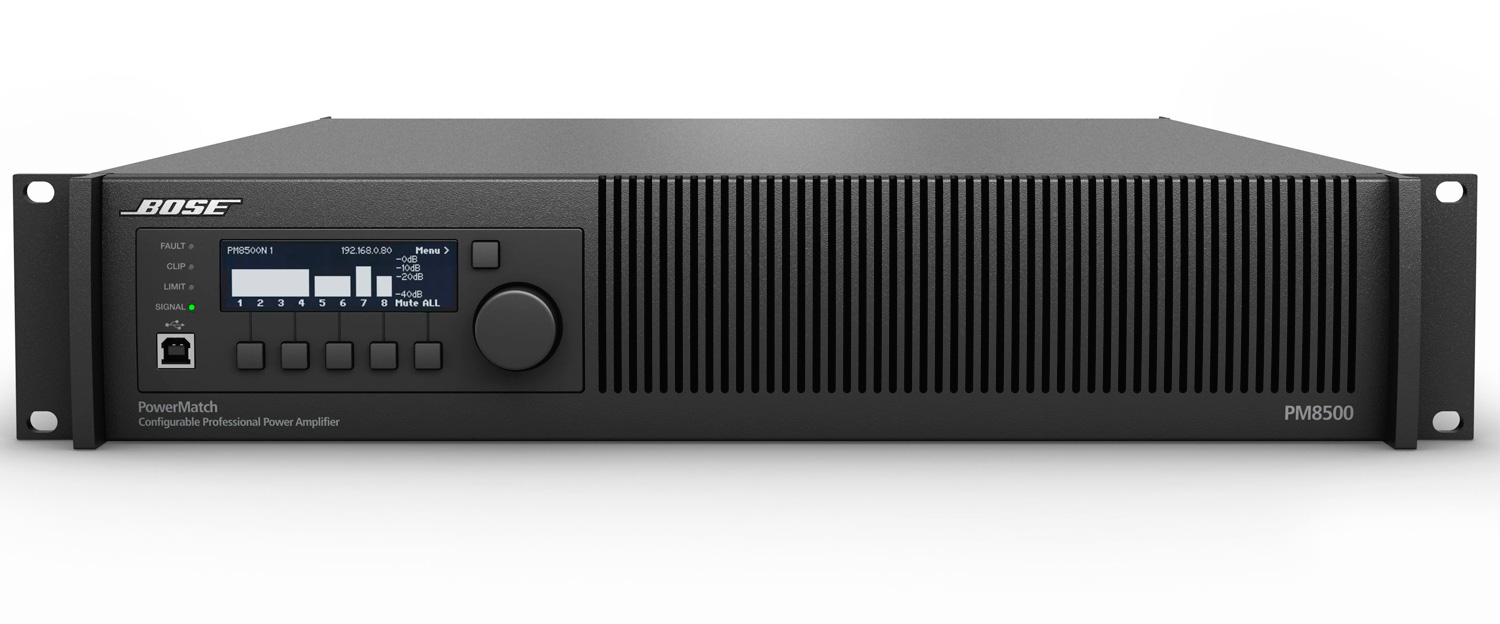 BOSE
FAULT
CLIP
LIMIT
SIGNAL
PM8500N 1 192.168.0.80 Menu >
-0dB
-10dB
-20dB
-40dB
1 2 3 4 5 6 7 8 Mute ALL
PowerMatch
Configurable Professional Power Amplifier
PM8500